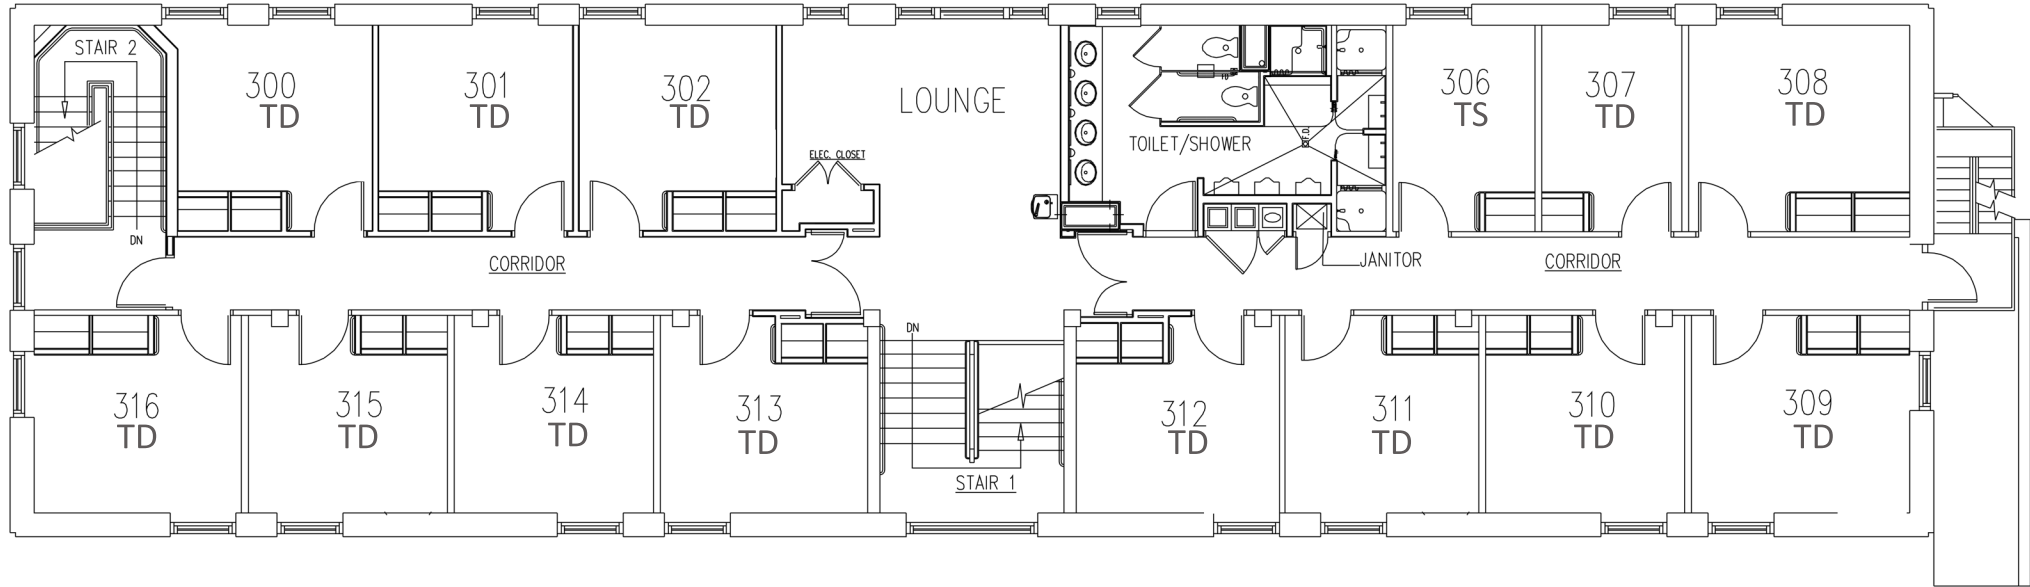 STAIR 2
300
TD
301
TD
302
TD
LOUNGE
ELEC. CLOSET
TOILET/SHOWER
F.D.
FD
306
TS
307
TD
308
TD
DN
CORRIDOR
JANITOR
CORRIDOR
316
TD
315
TD
314
TD
313
TD
DN
STAIR 1
312
TD
311
TD
310
TD
309
TD